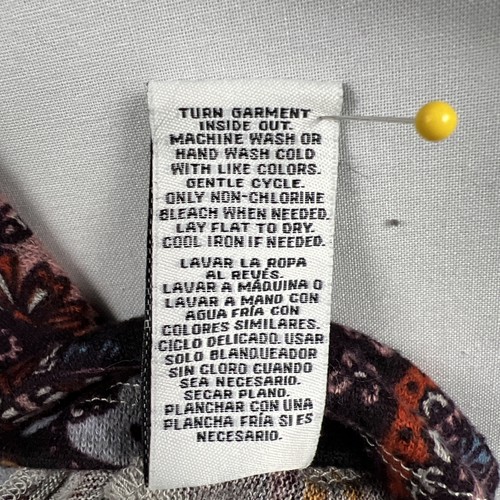 TURN GARMENT
INSIDE OUT.
MACHINE WASH OR
HAND WASH COLD
WITH LIKE COLORS.
GENTLE CYCLE.
ONLY NON-CHLORINE
BLEACH WHEN NEEDED.
LAY FLAT TO DRY.
COOL IRON IF NEEDED.
LAVAR LA ROPA
AL REVÉS.
LAVAR A MÁQUINA O
LAVAR A MANO CON
AGUA FRÍA CON
COLORES SIMILARES.
CICLO DELICADO. USAR
SOLO BLANQUEADOR
SIN CLORO CUANDO
SEA NECESARIO.
SECAR PLANO.
PLANCHAR CON UNA
PLANCHA FRÍA SI ES
NECESARIO.